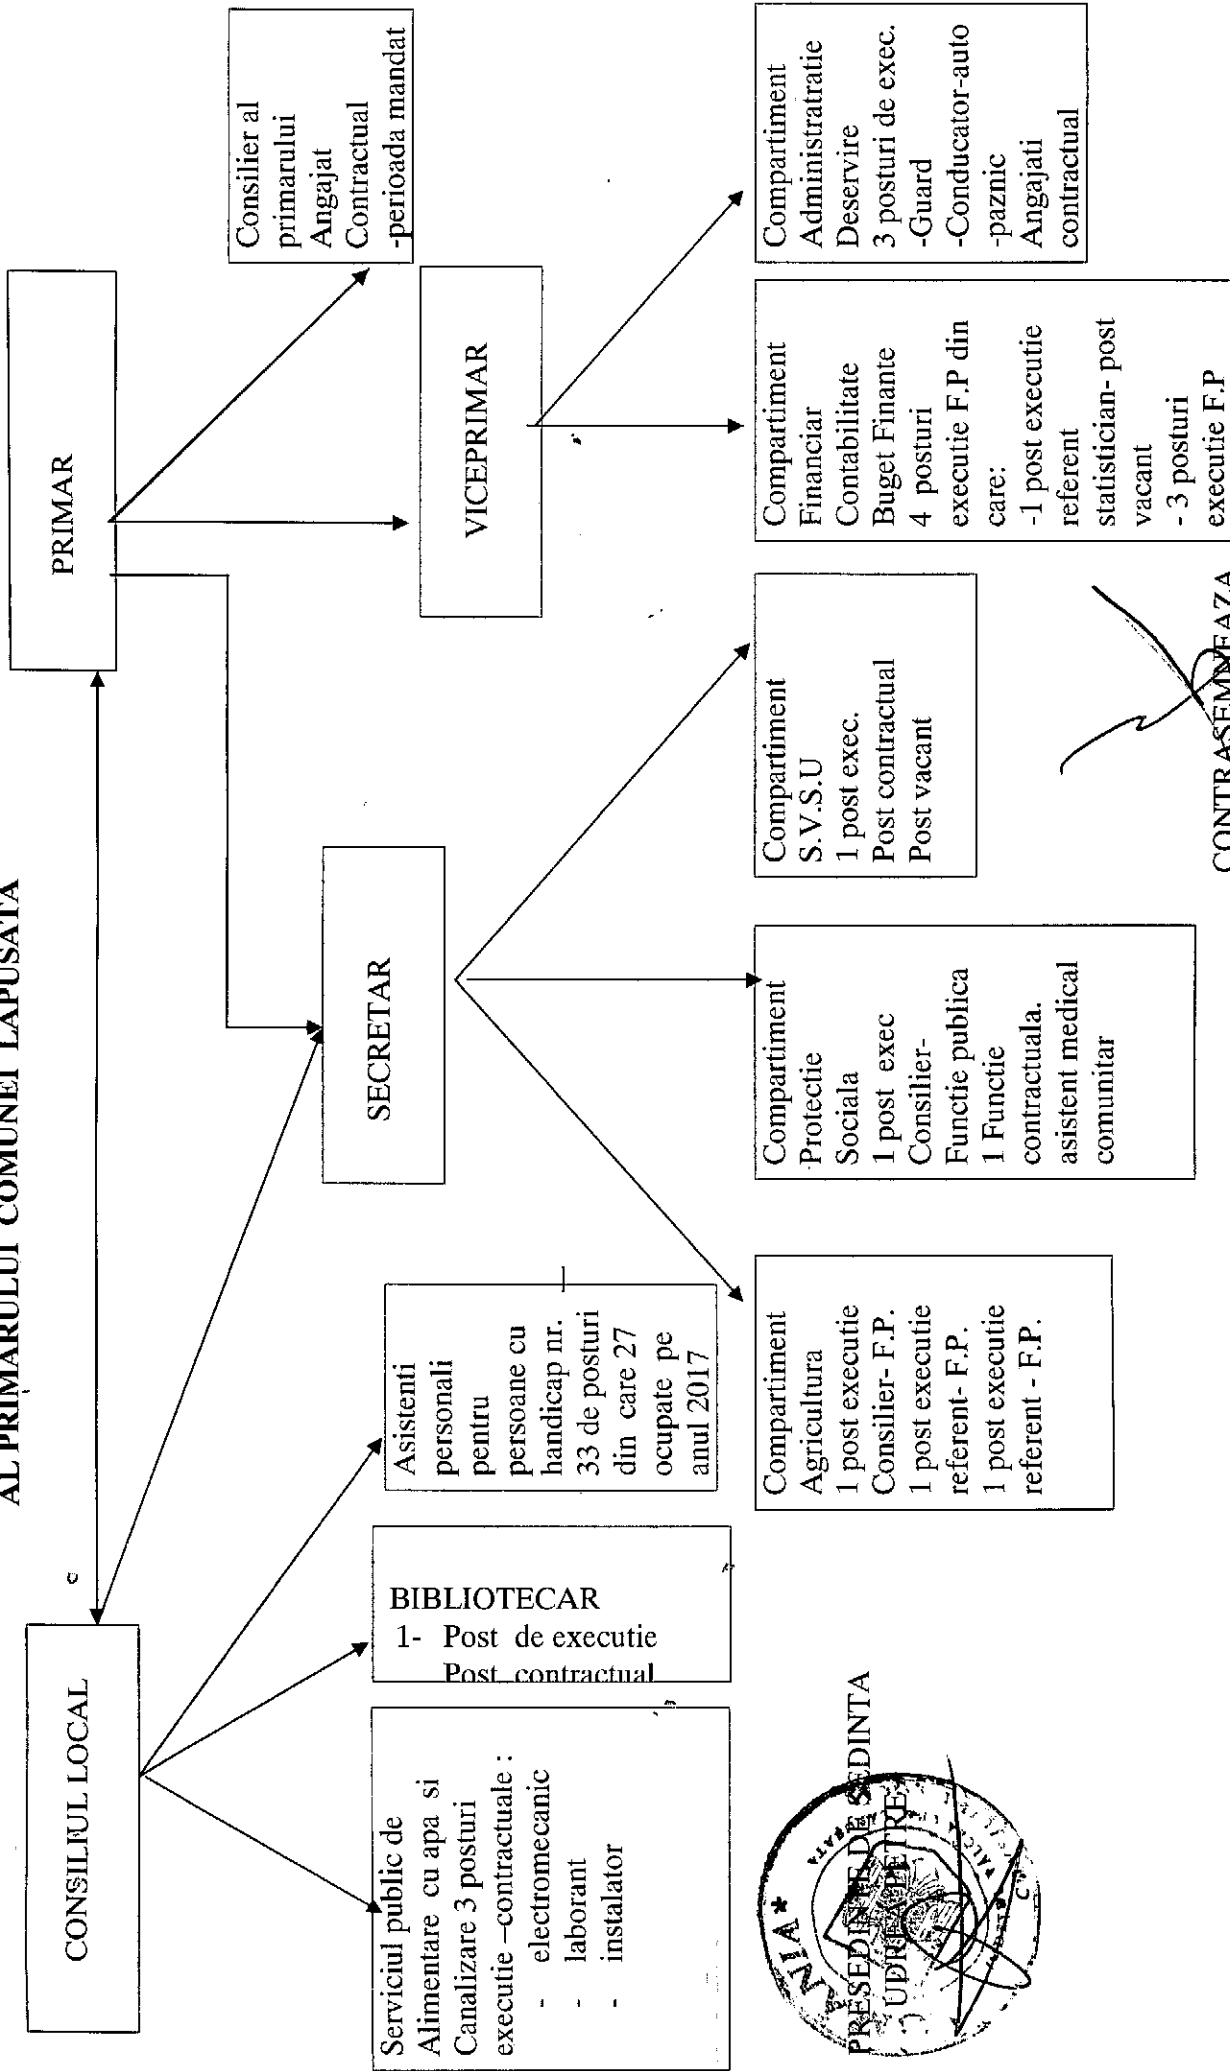 AL PRIMARULUI COMUNEI LAPUSATA
CONSILIUL LOCAL
PRIMAR
Consilier al
primarului
Angajat
Contractual
-perioada mandat
SECRETAR
VICEPRIMAR
Serviciul public de
Alimentare cu apa si
Canalizare 3 posturi
executie –contractuale :
- electromecanic
- laborant
- instalator
BIBLIOTECAR
1- Post de executie
Post contractual
Asistenti
personali
pentru
persoane cu
handicap nr.
33 de posturi
din care 27
ocupate pe
anul 2017
Compartiment
Agricultura
1 post executie
Consilier- F.P.
1 post executie
referent- F.P.
1 post executie
referent - F.P.
Compartiment
Protectie
Sociala
1 post exec
Consilier-
Functie publica
1 Functie
contractuala.
asistent medical
comunitar
Compartiment
S.V.S.U
1 post exec.
Post contractual
Post vacant
Compartiment
Financiar
Contabilitate
Buget Finante
4 posturi
executie F.P din
care:
-1 post executie
referent
statistician- post
vacant
- 3 posturi
executie F.P
Compartiment
Administratratie
Deservire
3 posturi de exec.
-Guard
-Conducator-auto
-paznic
Angajati
contractual
PRESEDINTE DE SEDINTA
UDREA PETRE
CONTRASEMNEAZA